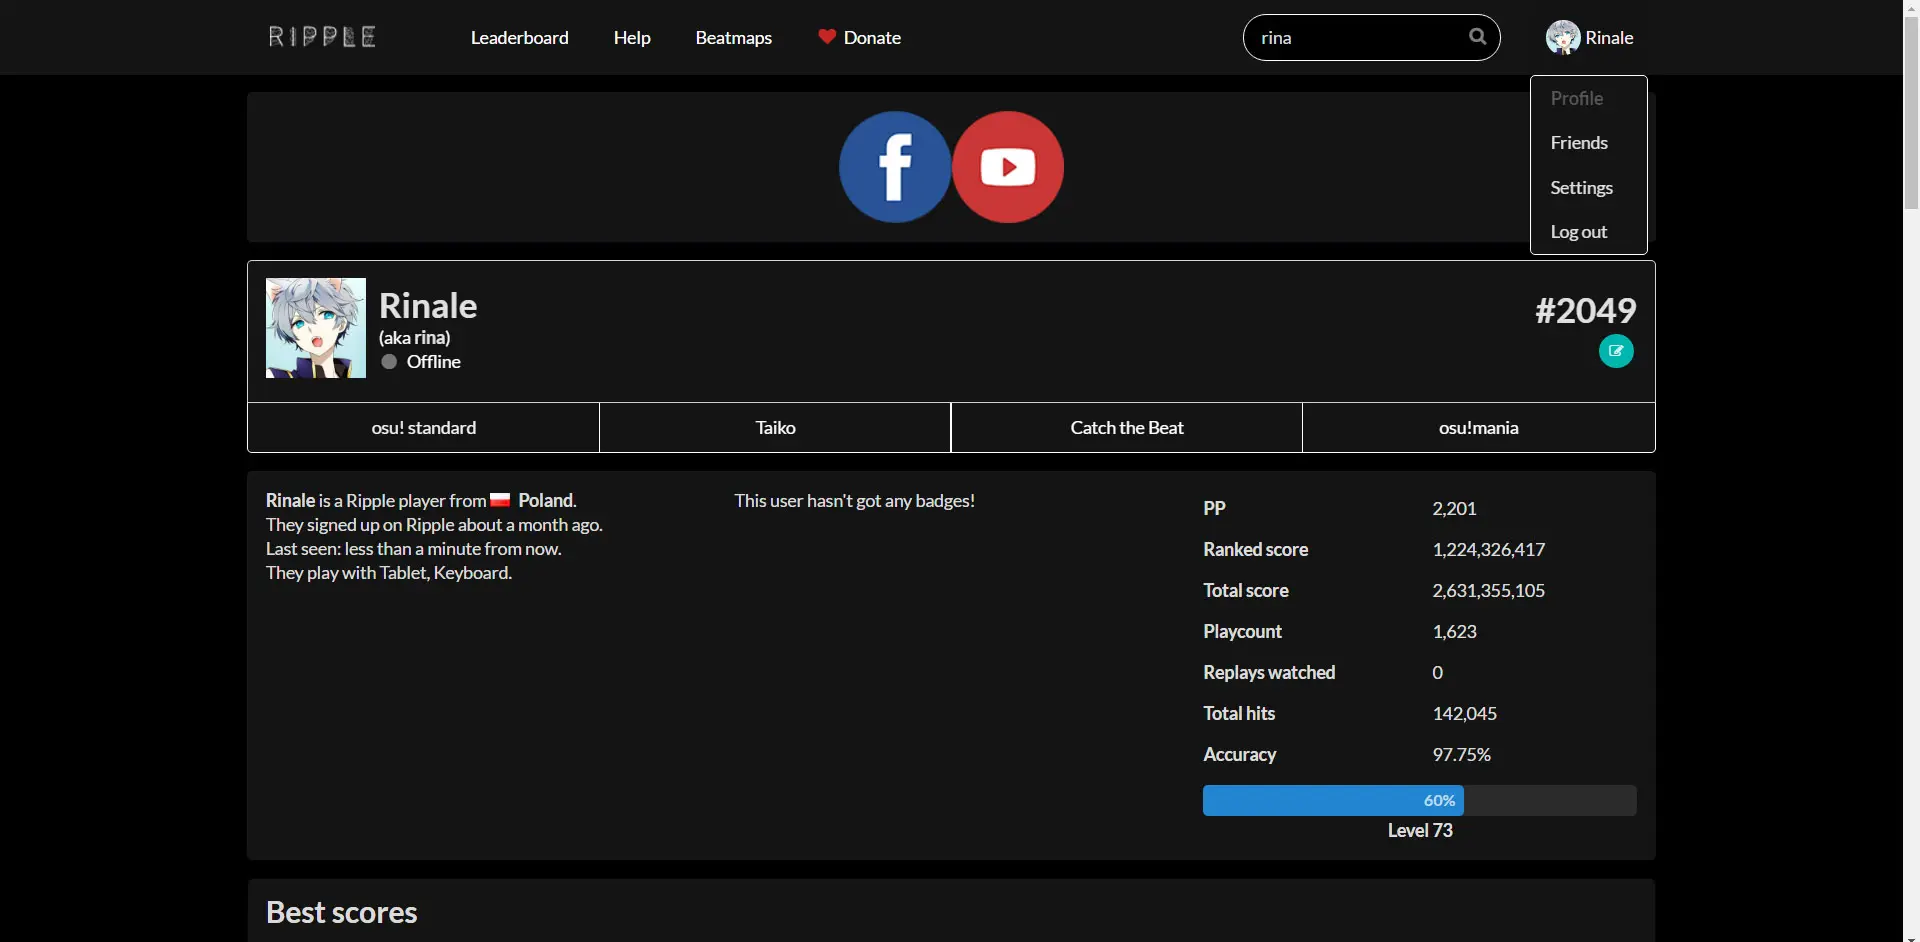 RIPPLE
Leaderboard
Help
Beatmaps
Donate
rina
Rinale
Profile
Friends
Settings
Log out
f
Rinale
(aka rina)
Offline
#2049
osu! standard
Taiko
Catch the Beat
osu!mania
Rinale is a Ripple player from Poland.
They signed up on Ripple about a month ago.
Last seen: less than a minute from now.
They play with Tablet, Keyboard.
This user hasn't got any badges!
PP 2,201
Ranked score 1,224,326,417
Total score 2,631,355,105
Playcount 1,623
Replays watched 0
Total hits 142,045
Accuracy 97.75%
60%
Level 73
Best scores